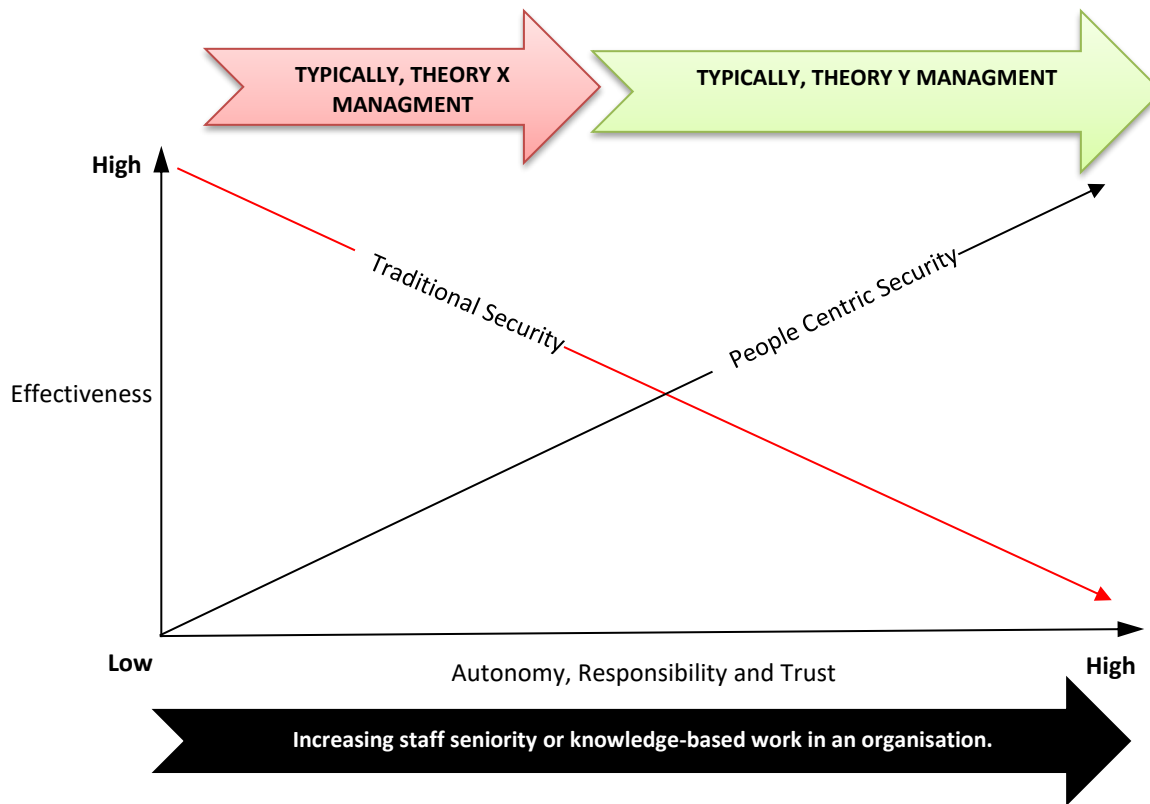 TYPICALLY, THEORY X
MANAGMENT
TYPICALLY, THEORY Y MANAGMENT
High
Traditional Security
People Centric Security
Effectiveness
Low
Autonomy, Responsibility and Trust
High
Increasing staff seniority or knowledge-based work in an organisation.